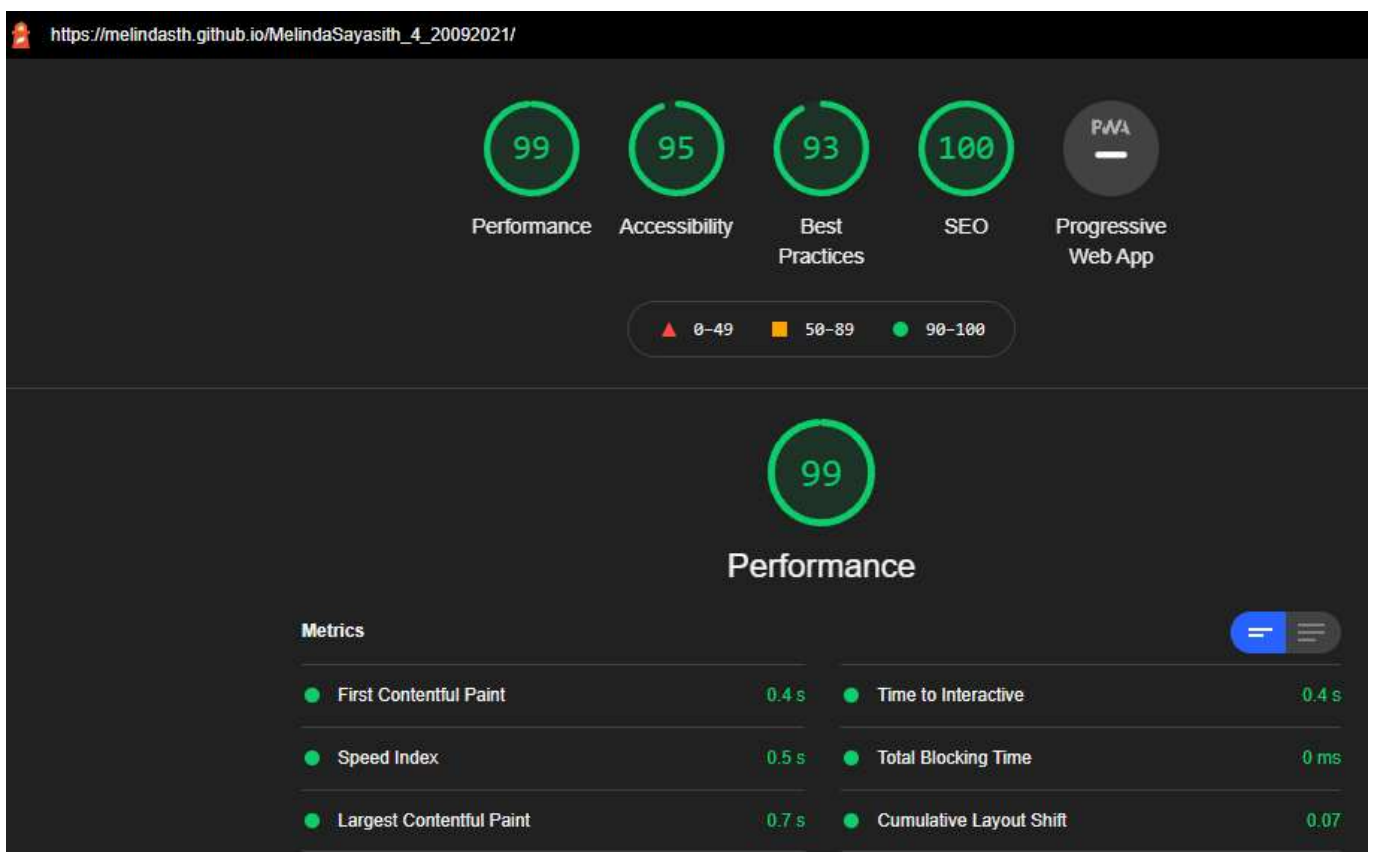 https://melindasth.github.io/MelindaSayasith_4_20092021/
99 95 93 100 PWA
Performance Accessibility Best Practices SEO Progressive Web App
0–49 50–89 90–100
99
Performance
Metrics
First Contentful Paint 0.4 s Time to Interactive 0.4 s
Speed Index 0.5 s Total Blocking Time 0 ms
Largest Contentful Paint 0.7 s Cumulative Layout Shift 0.07